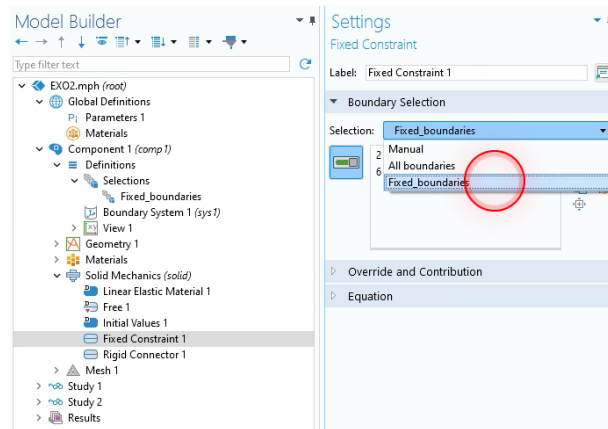 Model Builder
Type filter text
EXO2.mph (root)
Global Definitions
Pi Parameters 1
Materials
Component 1 (comp1)
Definitions
Selections
Fixed_boundaries
Boundary System 1 (sys1)
View 1
Geometry 1
Materials
Solid Mechanics (solid)
Linear Elastic Material 1
Free 1
Initial Values 1
Fixed Constraint 1
Rigid Connector 1
Mesh 1
Study 1
Study 2
Results
Settings
Fixed Constraint
Label: Fixed Constraint 1
Boundary Selection
Selection: Fixed_boundaries
Manual
2
All boundaries
6
Fixed_boundaries
Override and Contribution
Equation